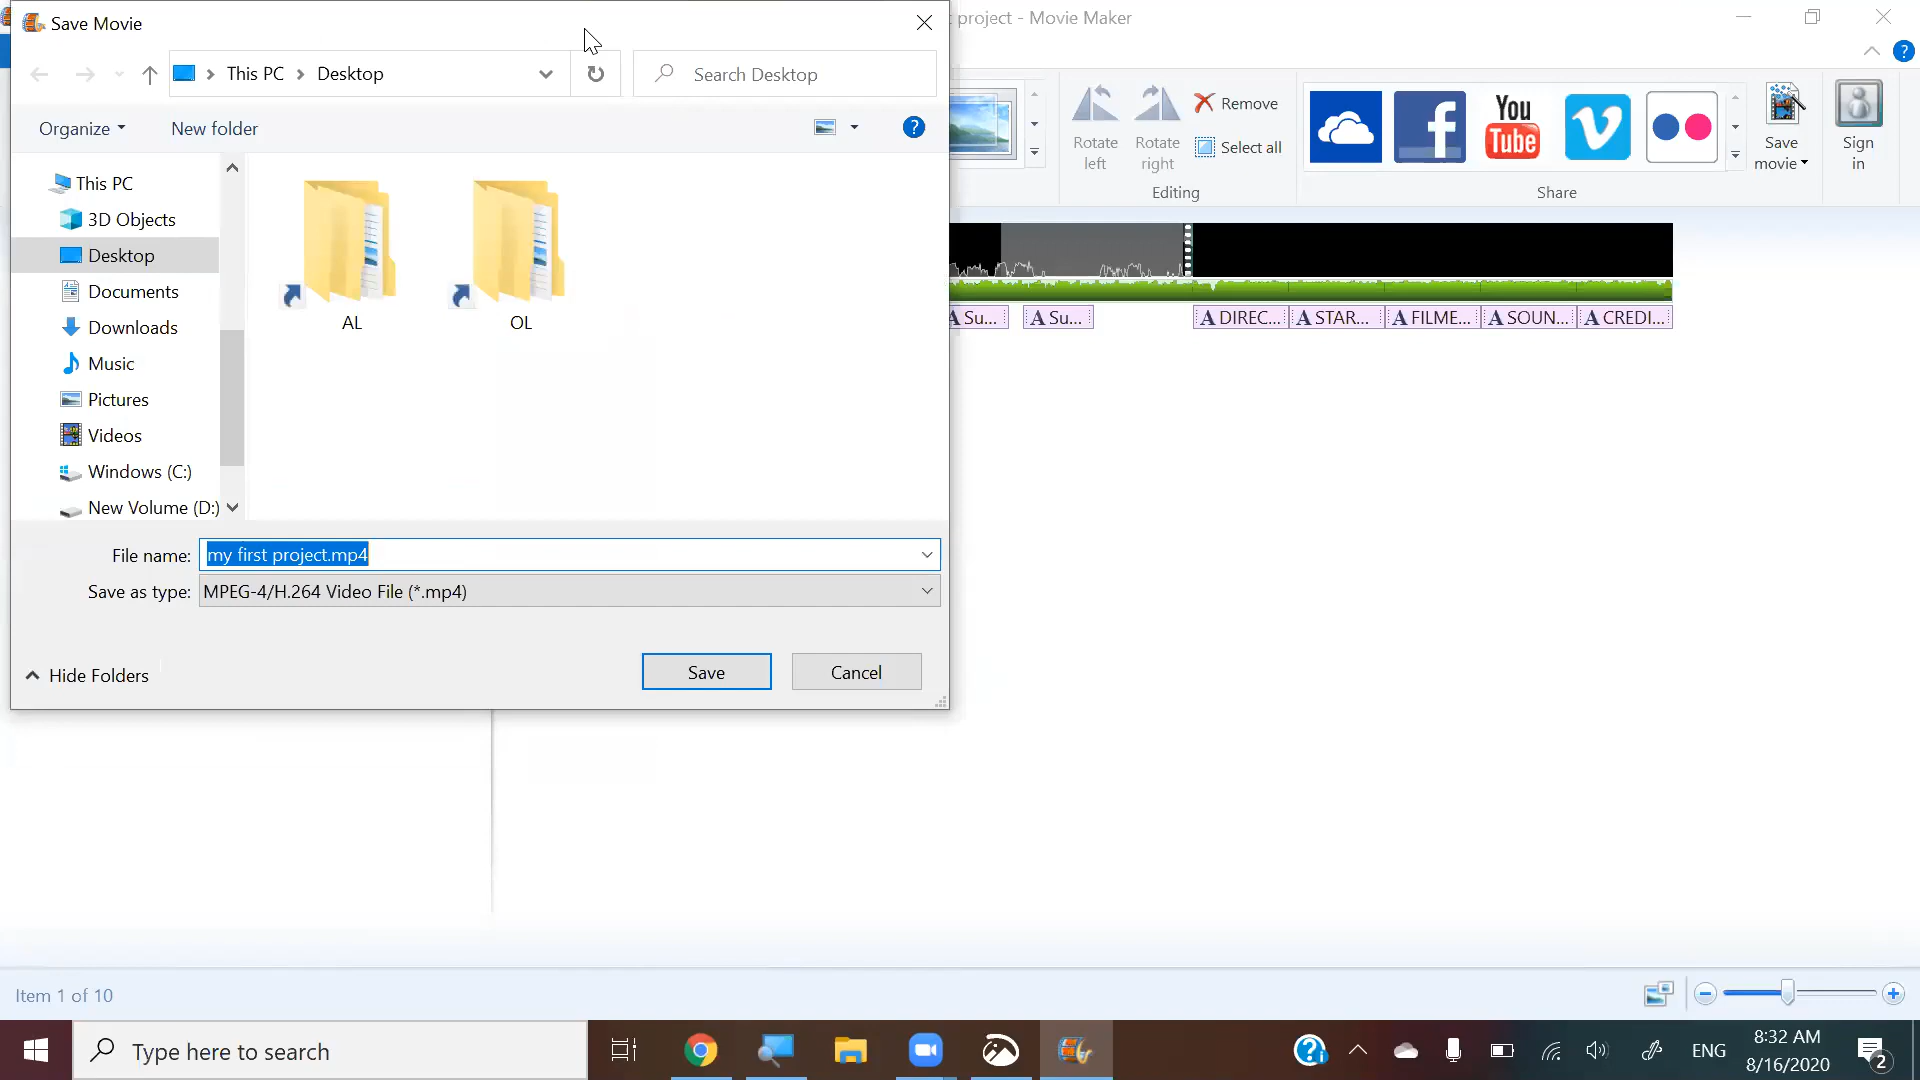 Save Movie
project - Movie Maker
This PC
Desktop
Search Desktop
Organize
New folder
This PC
3D Objects
Desktop
Documents
Downloads
Music
Pictures
Videos
Windows (C:)
New Volume (D:)
AL
OL
File name:
my first project.mp4
Save as type:
MPEG-4/H.264 Video File (*.mp4)
Hide Folders
Save
Cancel
Rotate left
Rotate right
Remove
Select all
Editing
You Tube
Share
Save movie
Sign in
A Su...
A Su...
A DIREC...
A STAR...
A FILME...
A SOUN...
A CREDI...
Item 1 of 10
Type here to search
ENG
8:32 AM
8/16/2020
2